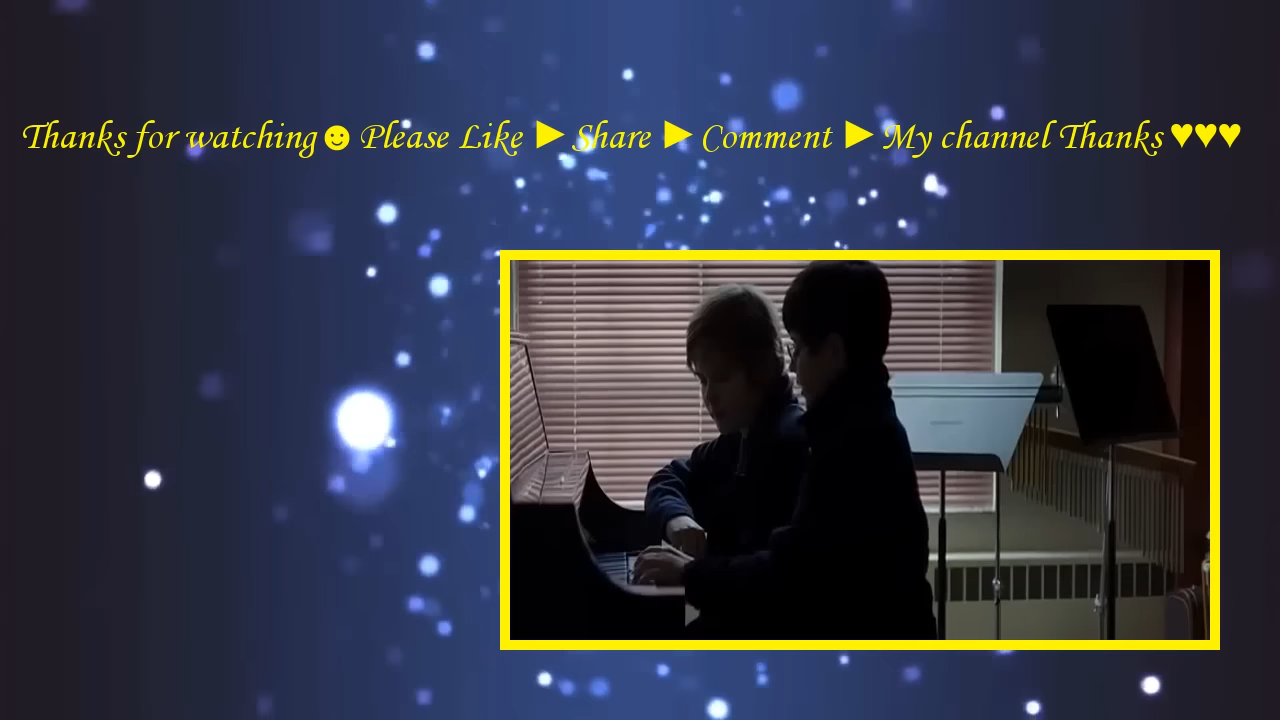 Thanks for watching☻Please Like ► Share ► Comment ► My channel Thanks ♥♥♥